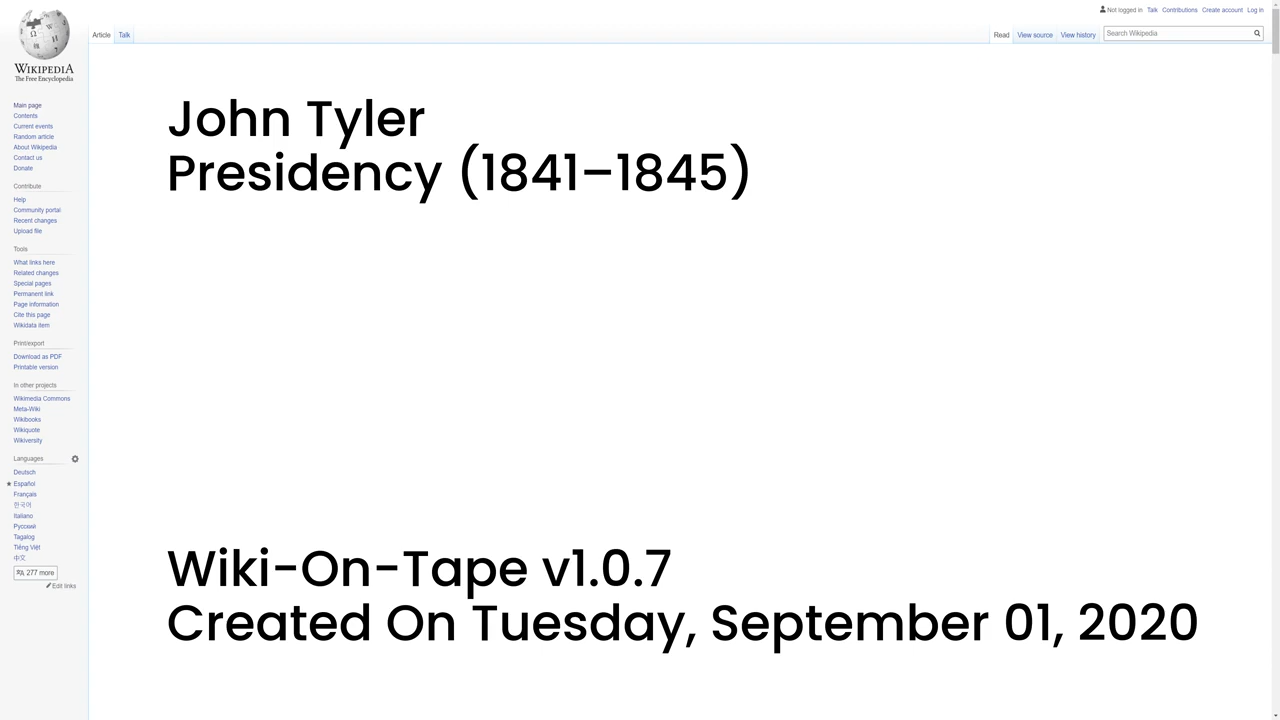 Not logged in Talk Contributions Create account Log in
WIKIPEDIA
The Free Encyclopedia
Article Talk
Read View source View history Search Wikipedia
Main page
Contents
Current events
Random article
About Wikipedia
Contact us
Donate
Contribute
Help
Community portal
Recent changes
Upload file
Tools
What links here
Related changes
Special pages
Permanent link
Page information
Cite this page
Wikidata item
Print/export
Download as PDF
Printable version
In other projects
Wikimedia Commons
Meta-Wiki
Wikibooks
Wikiquote
Wikiversity
Languages
Deutsch
Español
Français
한국어
Italiano
Русский
Tagalog
Tiếng Việt
中文
277 more
Edit links
John Tyler
Presidency (1841–1845)
Wiki-On-Tape v1.0.7
Created On Tuesday, September 01, 2020